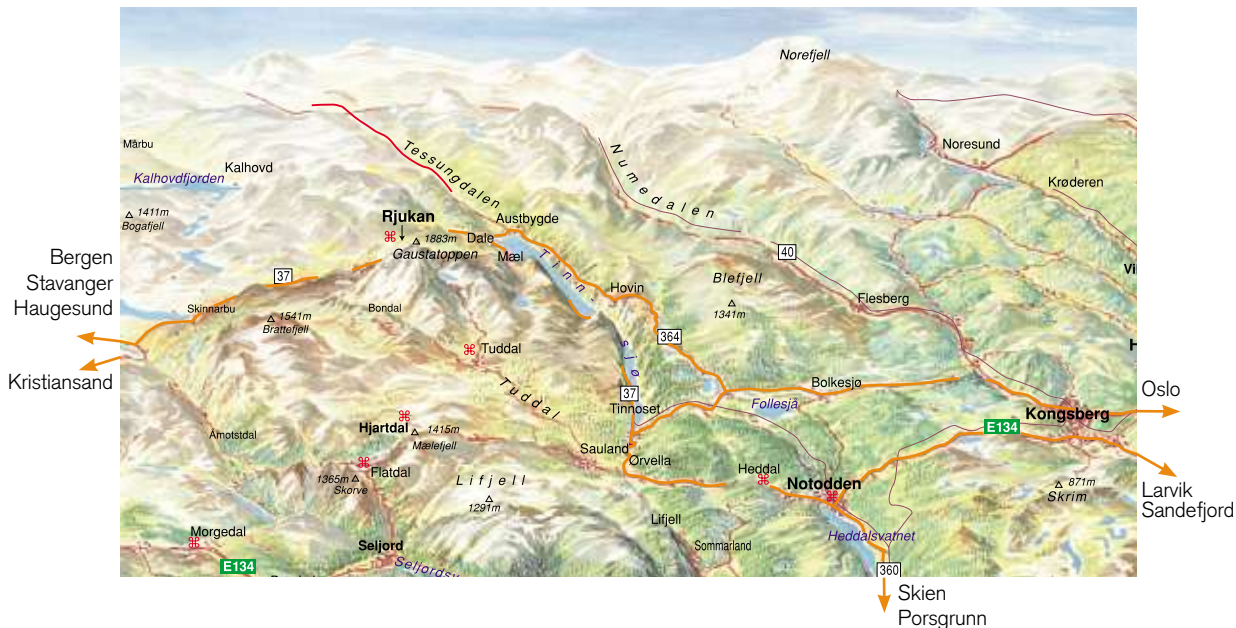 Norefjell
Numedalen
Tessungdalen
Mårbu
Kalhovd
Kalhovdfjorden
Noresund
Krøderen
1411m
Bogafjell
Rjukan
1883m
Gaustatoppen
Austbygde
Dale
Mæl
Tinn-
sjø
40
Bergen
Stavanger
Haugesund
37
Hovin
Blefjell
1341m
Flesberg
Skinnarbu
Bondal
1541m
Brattefjell
364
Tuddal
Tuddal
Kristiansand
37
Bolkesjø
Tinnoset
Follesjå
Oslo
Kongsberg
E134
Hjartdal
1415m
Mælefjell
Åmotstdal
Sauland
Ørvella
Flatdal
1365m
Skorve
Lifjell
1291m
Heddal
Notodden
871m
Skrim
Larvik
Sandefjord
Lifjell
Sommarland
Heddalsvatnet
Morgedal
E134
Seljord
360
Skien
Porsgrunn